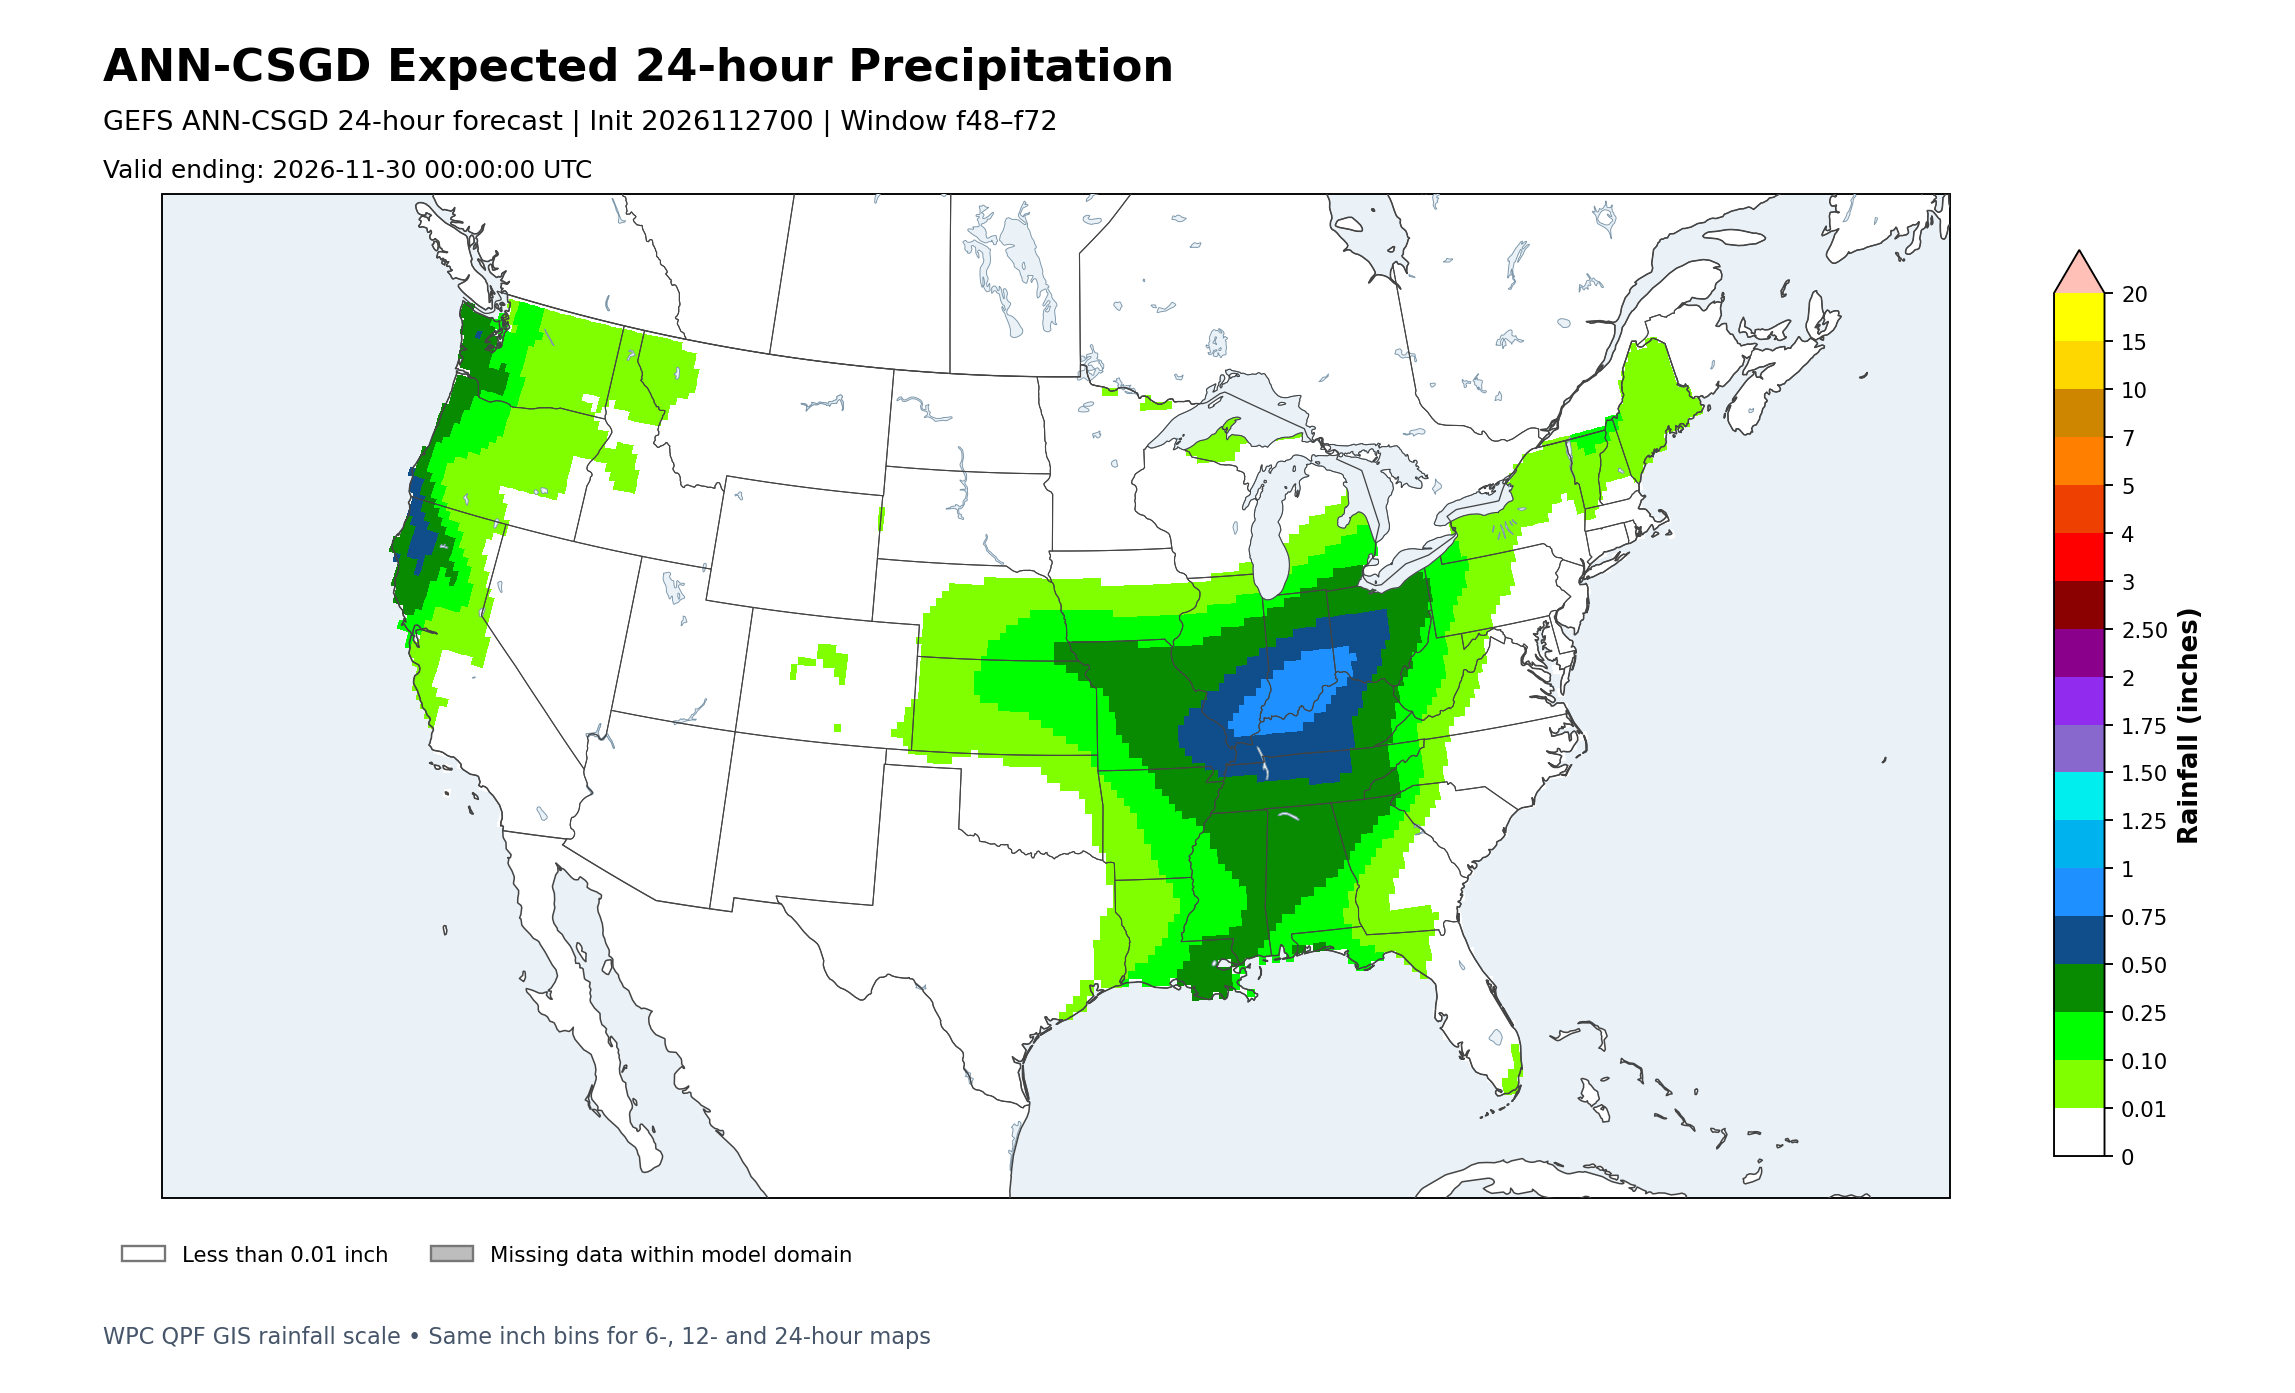 ANN-CSGD Expected 24-hour Precipitation
GEFS ANN-CSGD 24-hour forecast | Init 2026112700 | Window f48–f72
Valid ending: 2026-11-30 00:00:00 UTC
20
15
10
7
5
4
3
2.50
2
1.75
1.50
1.25
1
0.75
0.50
0.25
0.10
0.01
0
Rainfall (inches)
Less than 0.01 inch
Missing data within model domain
WPC QPF GIS rainfall scale • Same inch bins for 6-, 12- and 24-hour maps